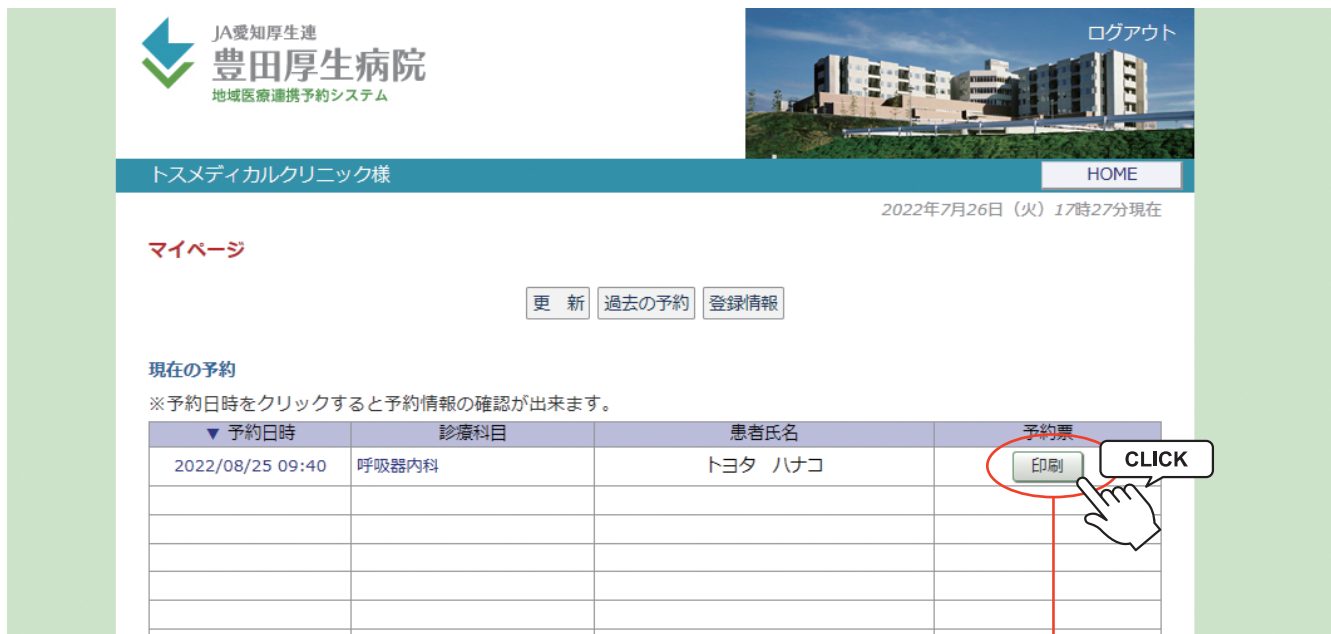 JA愛知厚生連
豊田厚生病院
地域医療連携予約システム
ログアウト
トスメディカルクリニック様
HOME
2022年7月26日（火）17時27分現在
マイページ
更　新 過去の予約 登録情報
現在の予約
※予約日時をクリックすると予約情報の確認が出来ます。
▼ 予約日時 診療科目 患者氏名 予約票
2022/08/25 09:40 呼吸器内科 トヨタ　ハナコ 印刷
CLICK